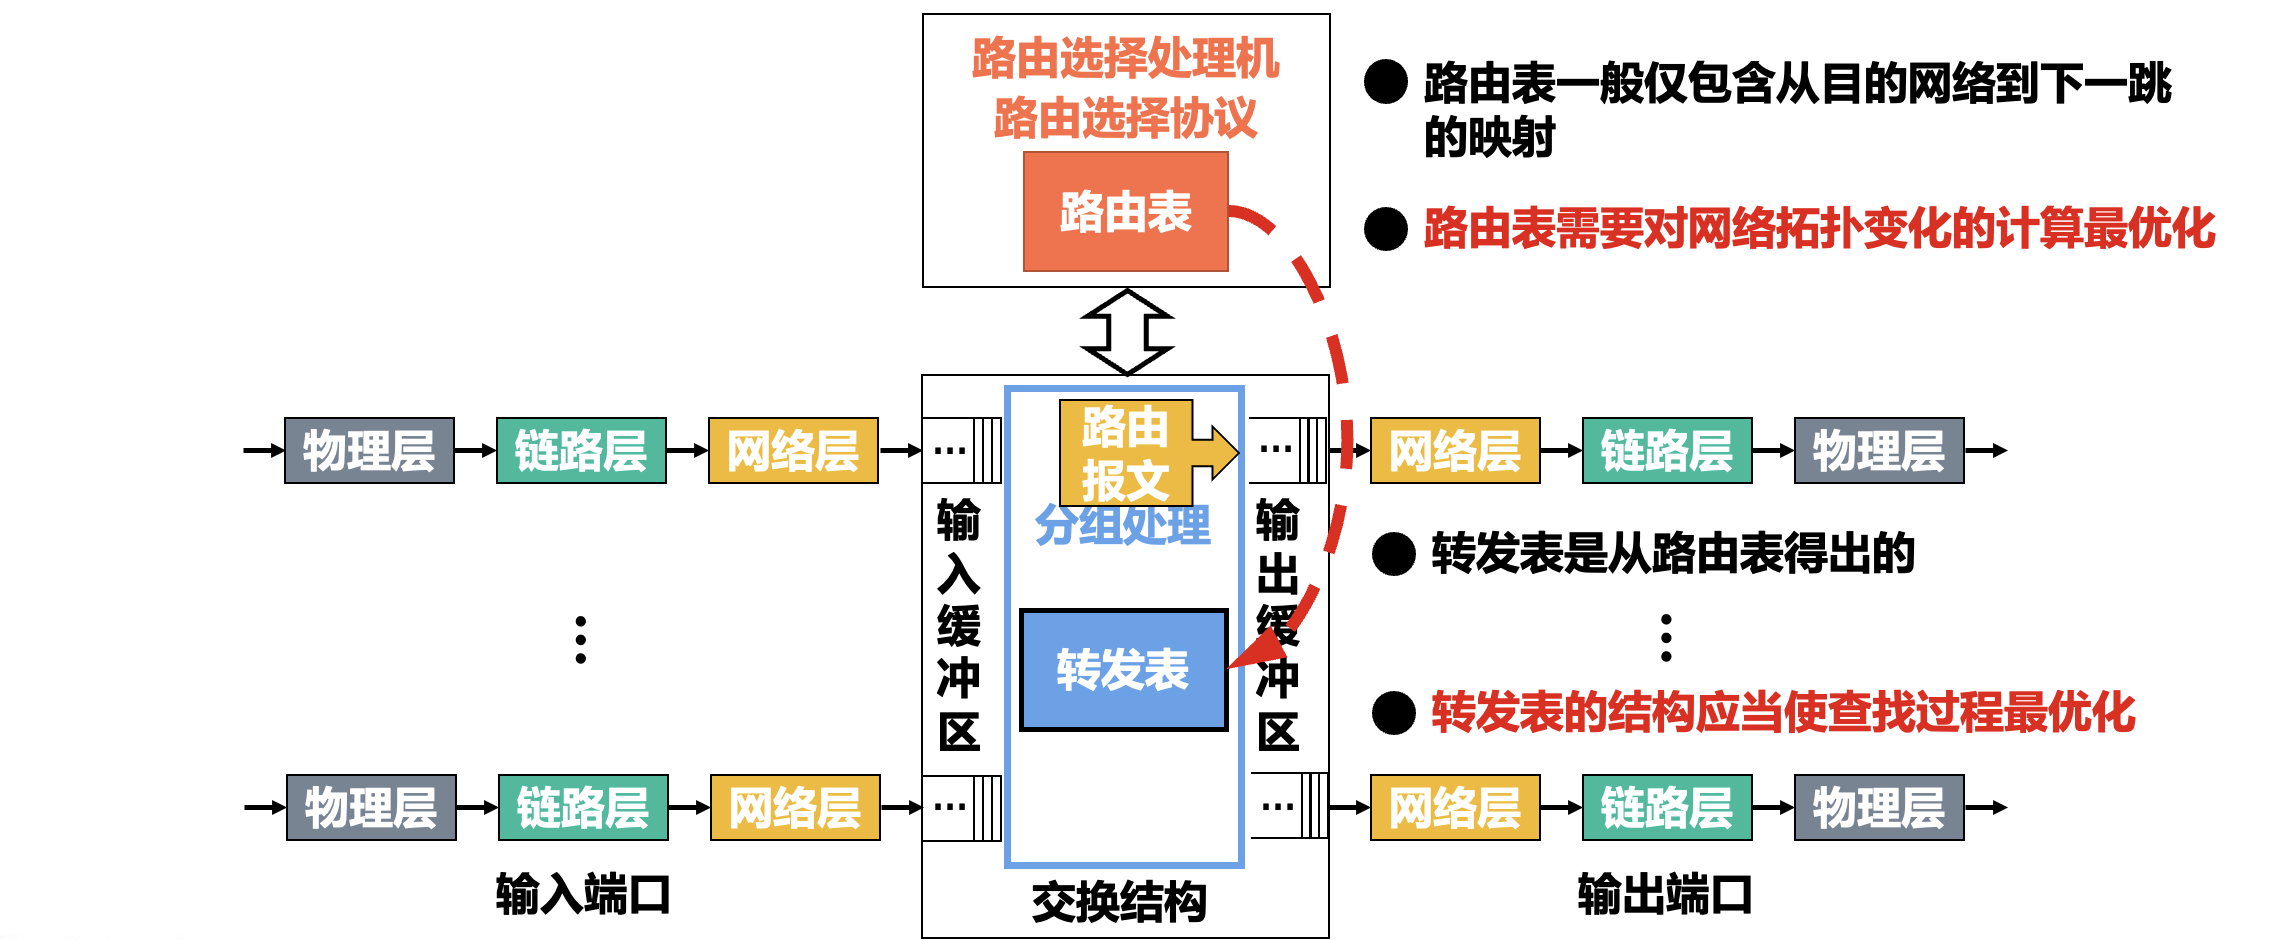 路由选择处理机
路由选择协议
路由表
路由表一般仅包含从目的网络到下一跳
的映射
路由表需要对网络拓扑变化的计算最优化
物理层
链路层
网络层
...
路由
报文
...
网络层
链路层
物理层
分组处理
输入缓冲区
输出缓冲区
转发表是从路由表得出的
转发表
转发表的结构应当使查找过程最优化
物理层
链路层
网络层
...
...
网络层
链路层
物理层
输入端口
交换结构
输出端口